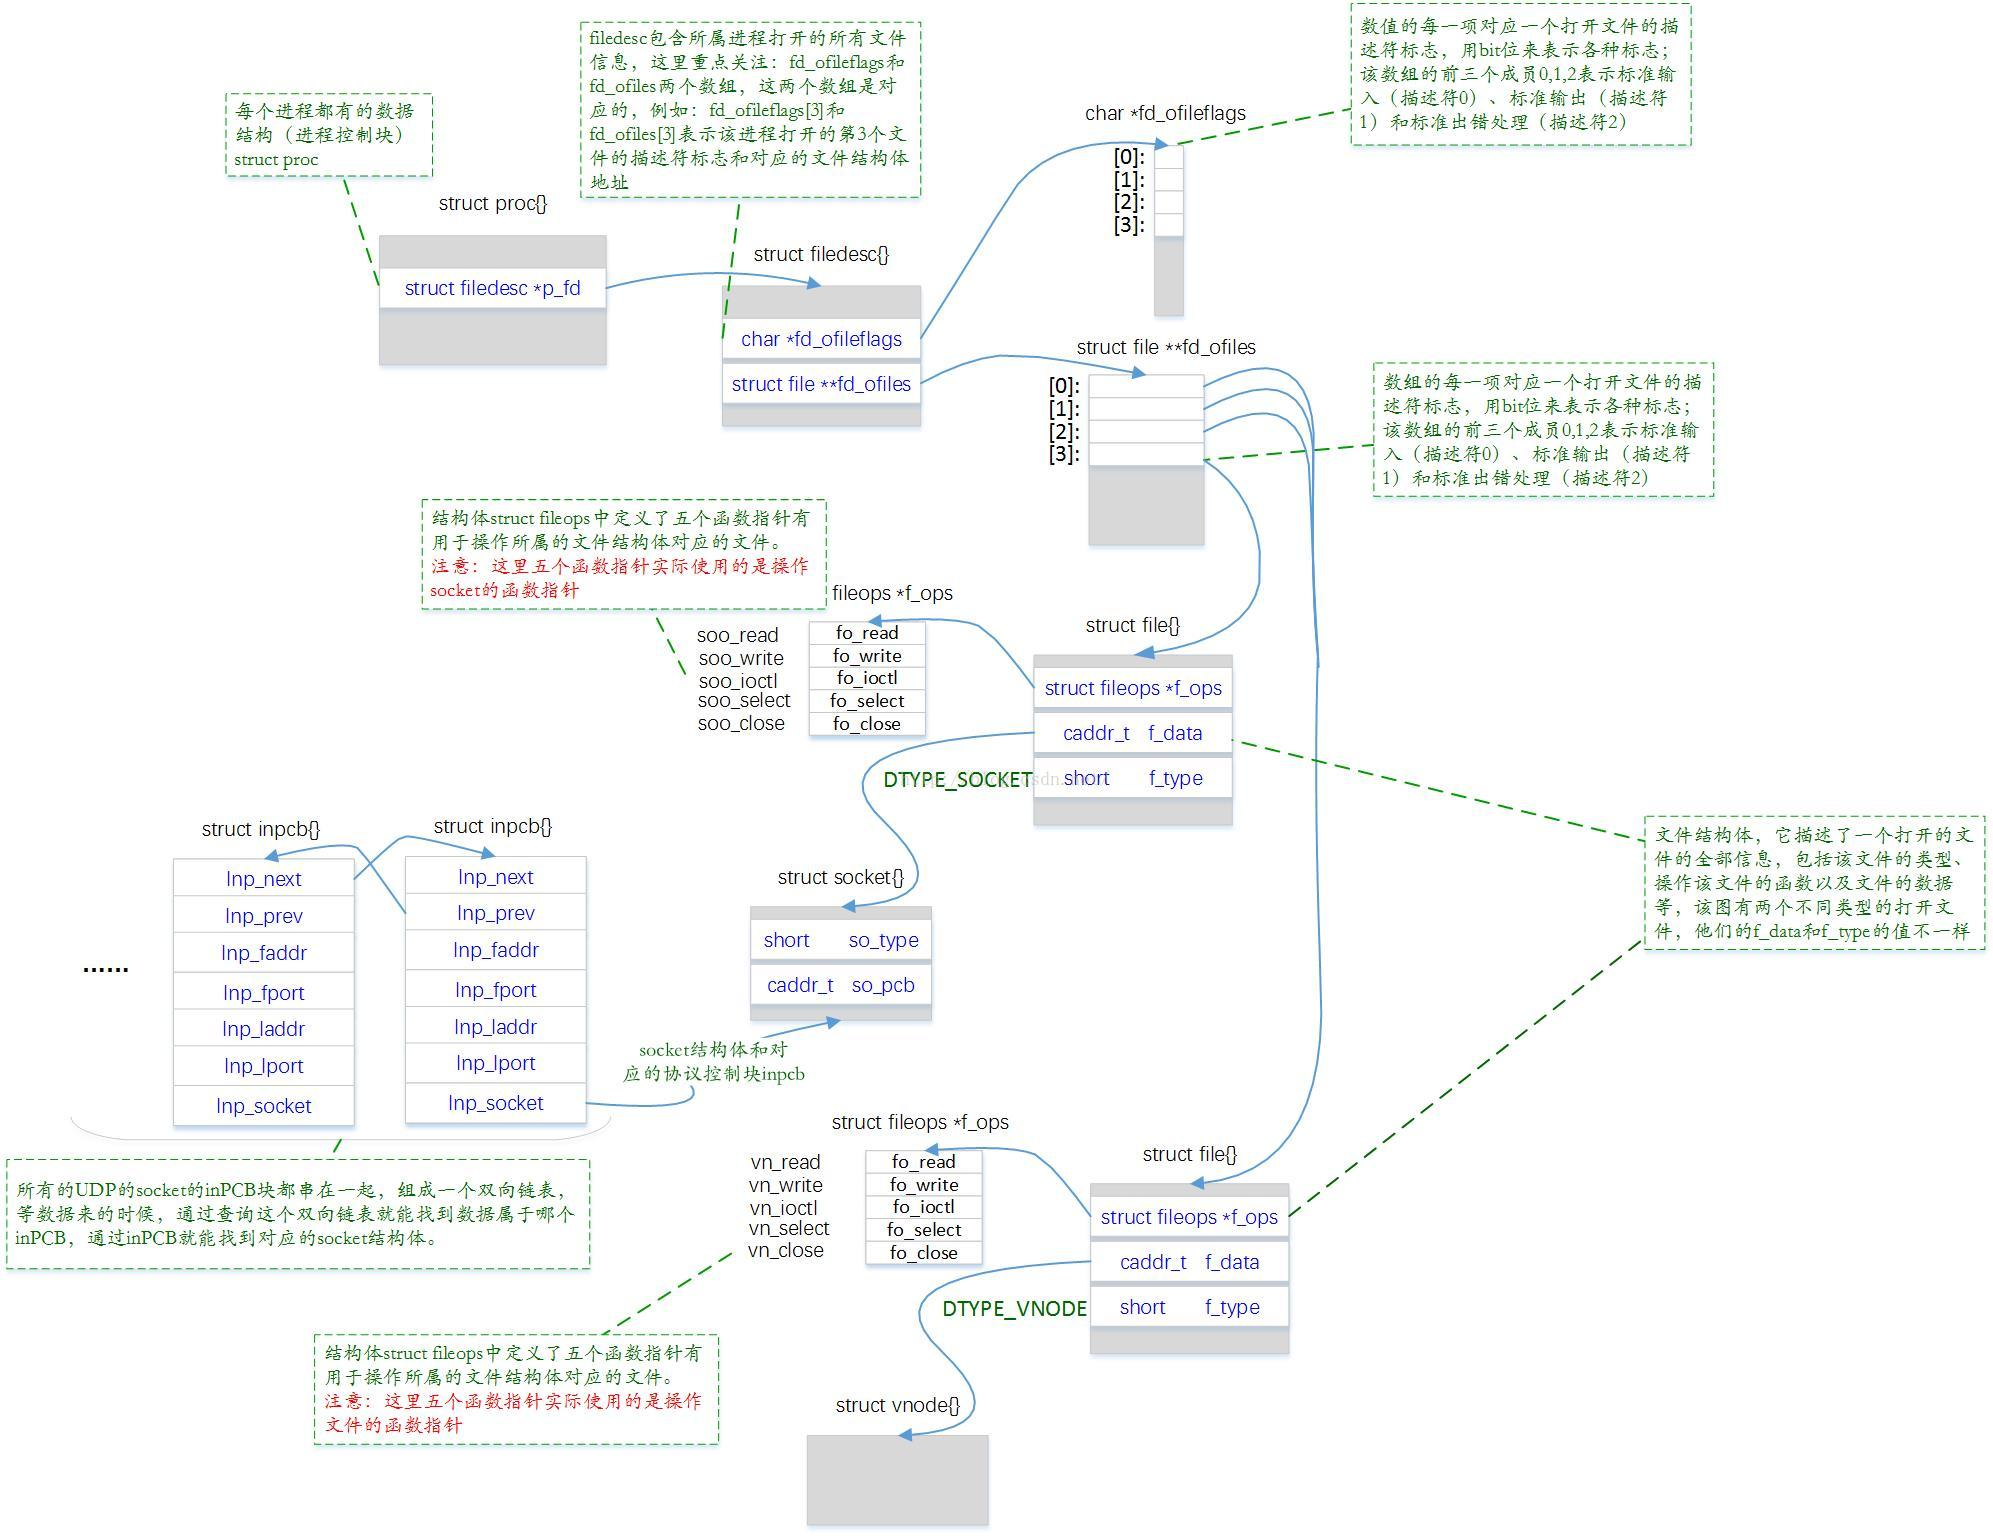 数值的每一项对应一个打开文件的描
述符标志，用bit位来表示各种标志；
该数组的前三个成员0,1,2表示标准输
入（描述符0）、标准输出（描述符
1）和标准出错处理（描述符2）
filedesc包含所属进程打开的所有文件
信息，这里重点关注：fd_ofileflags和
fd_ofiles两个数组，这两个数组是对
应的，例如：fd_ofileflags[3]和
fd_ofiles[3]表示该进程打开的第3个文
件的描述符标志和对应的文件结构体
地址
每个进程都有的数据
结构（进程控制块）
struct proc
char *fd_ofileflags
[0]:
[1]:
[2]:
[3]:
struct proc{}
struct filedesc *p_fd
struct filedesc{}
char *fd_ofileflags
struct file **fd_ofiles
struct file **fd_ofiles
[0]:
[1]:
[2]:
[3]:
数组的每一项对应一个打开文件的描
述符标志，用bit位来表示各种标志；
该数组的前三个成员0,1,2表示标准输
入（描述符0）、标准输出（描述符
1）和标准出错处理（描述符2）
结构体struct fileops中定义了五个函数指针有
用于操作所属的文件结构体对应的文件。
注意：这里五个函数指针实际使用的是操作
socket的函数指针
fileops *f_ops
soo_read
soo_write
soo_ioctl
soo_select
soo_close
fo_read
fo_write
fo_ioctl
fo_select
fo_close
struct file{}
struct fileops *f_ops
caddr_t f_data
short f_type
DTYPE_SOCKET
struct inpcb{}
Inp_next
Inp_prev
Inp_faddr
Inp_fport
Inp_laddr
Inp_lport
Inp_socket
struct inpcb{}
Inp_next
Inp_prev
Inp_faddr
Inp_fport
Inp_laddr
Inp_lport
Inp_socket
......
struct socket{}
short so_type
caddr_t so_pcb
socket结构体和对
应的协议控制块inpcb
文件结构体，它描述了一个打开的文
件的全部信息，包括该文件的类型、
操作该文件的函数以及文件的数据
等，该图有两个不同类型的打开文
件，他们的f_data和f_type的值不一样
所有的UDP的socket的inPCB块都串在一起，组成一个双向链表，
等数据来的时候，通过查询这个双向链表就能找到数据属于哪个
inPCB，通过inPCB就能找到对应的socket结构体。
struct fileops *f_ops
vn_read
vn_write
vn_ioctl
vn_select
vn_close
fo_read
fo_write
fo_ioctl
fo_select
fo_close
struct file{}
struct fileops *f_ops
caddr_t f_data
short f_type
DTYPE_VNODE
结构体struct fileops中定义了五个函数指针有
用于操作所属的文件结构体对应的文件。
注意：这里五个函数指针实际使用的是操作
文件的函数指针
struct vnode{}